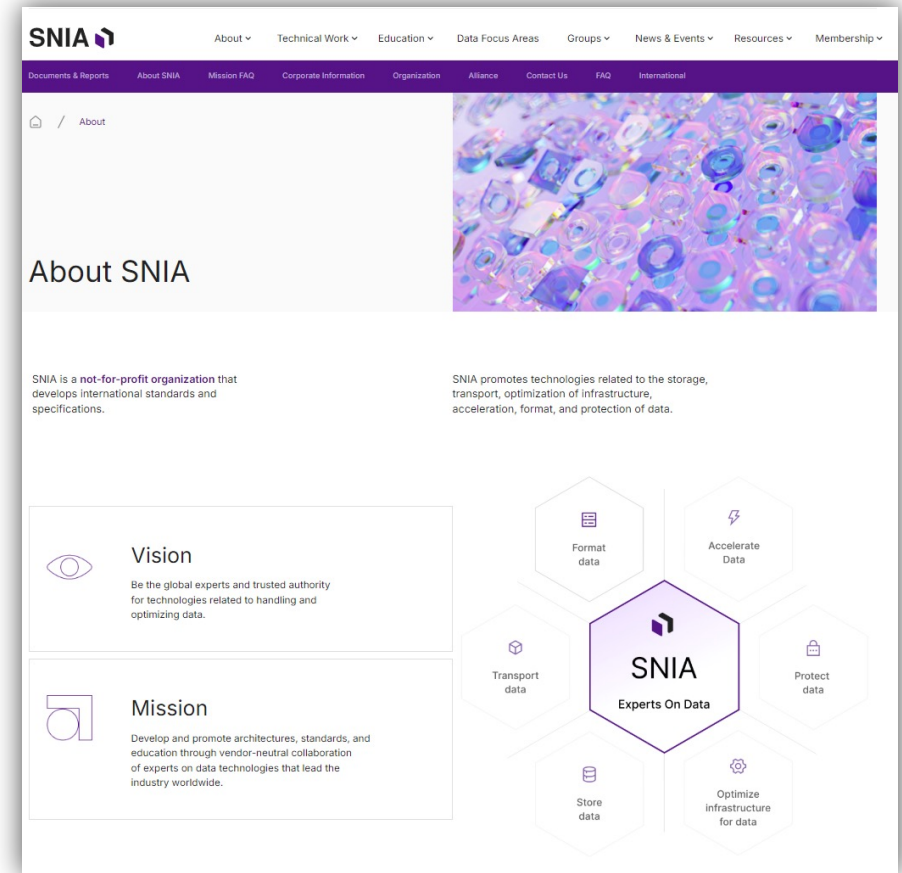 SNIA
About
Technical Work
Education
Data Focus Areas
Groups
News & Events
Resources
Membership
Documents & Reports
About SNIA
Mission FAQ
Corporate Information
Organization
Alliance
Contact Us
FAQ
International
/ About
About SNIA
SNIA is a not-for-profit organization that
develops international standards and
specifications.
SNIA promotes technologies related to the storage,
transport, optimization of infrastructure,
acceleration, format, and protection of data.
Vision
Be the global experts and trusted authority
for technologies related to handling and
optimizing data.
Mission
Develop and promote architectures, standards, and
education through vendor-neutral collaboration
of experts on data technologies that lead the
industry worldwide.
Format
data
Accelerate
Data
Transport
data
SNIA
Experts On Data
Protect
data
Store
data
Optimize
infrastructure
for data